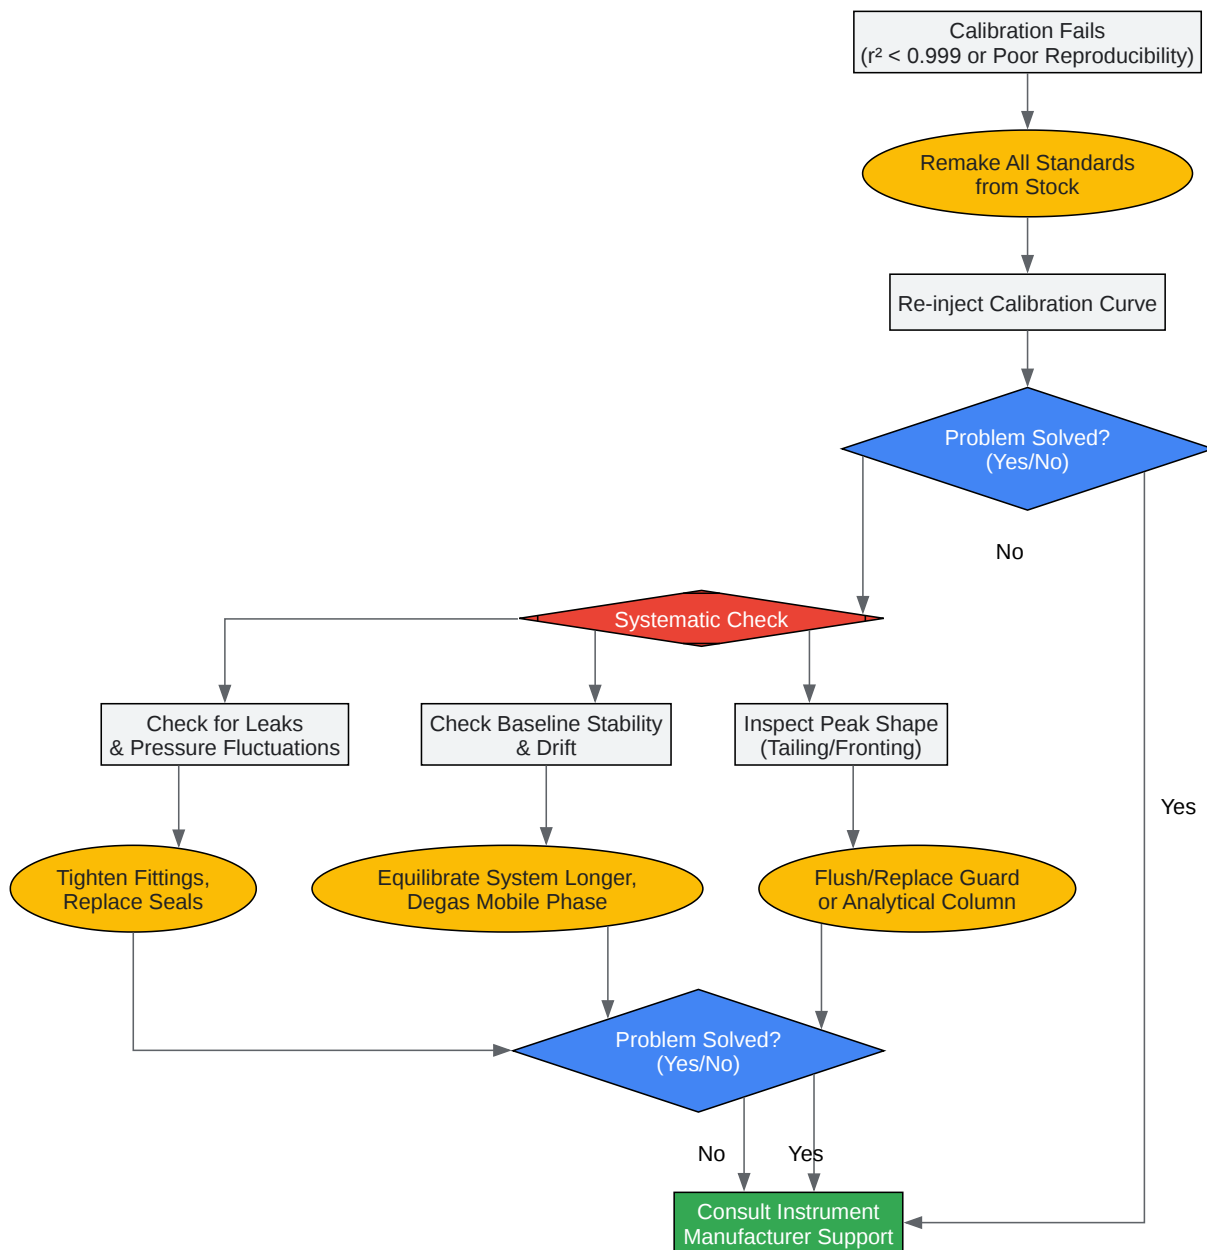 Calibration Fails
(r² < 0.999 or Poor Reproducibility)
Remake All Standards
from Stock
Re-inject Calibration Curve
Problem Solved?
(Yes/No)
No
Systematic Check
Check for Leaks
& Pressure Fluctuations
Check Baseline Stability
& Drift
Inspect Peak Shape
(Tailing/Fronting)
Yes
Tighten Fittings,
Replace Seals
Equilibrate System Longer,
Degas Mobile Phase
Flush/Replace Guard
or Analytical Column
Problem Solved?
(Yes/No)
No
Yes
Consult Instrument
Manufacturer Support